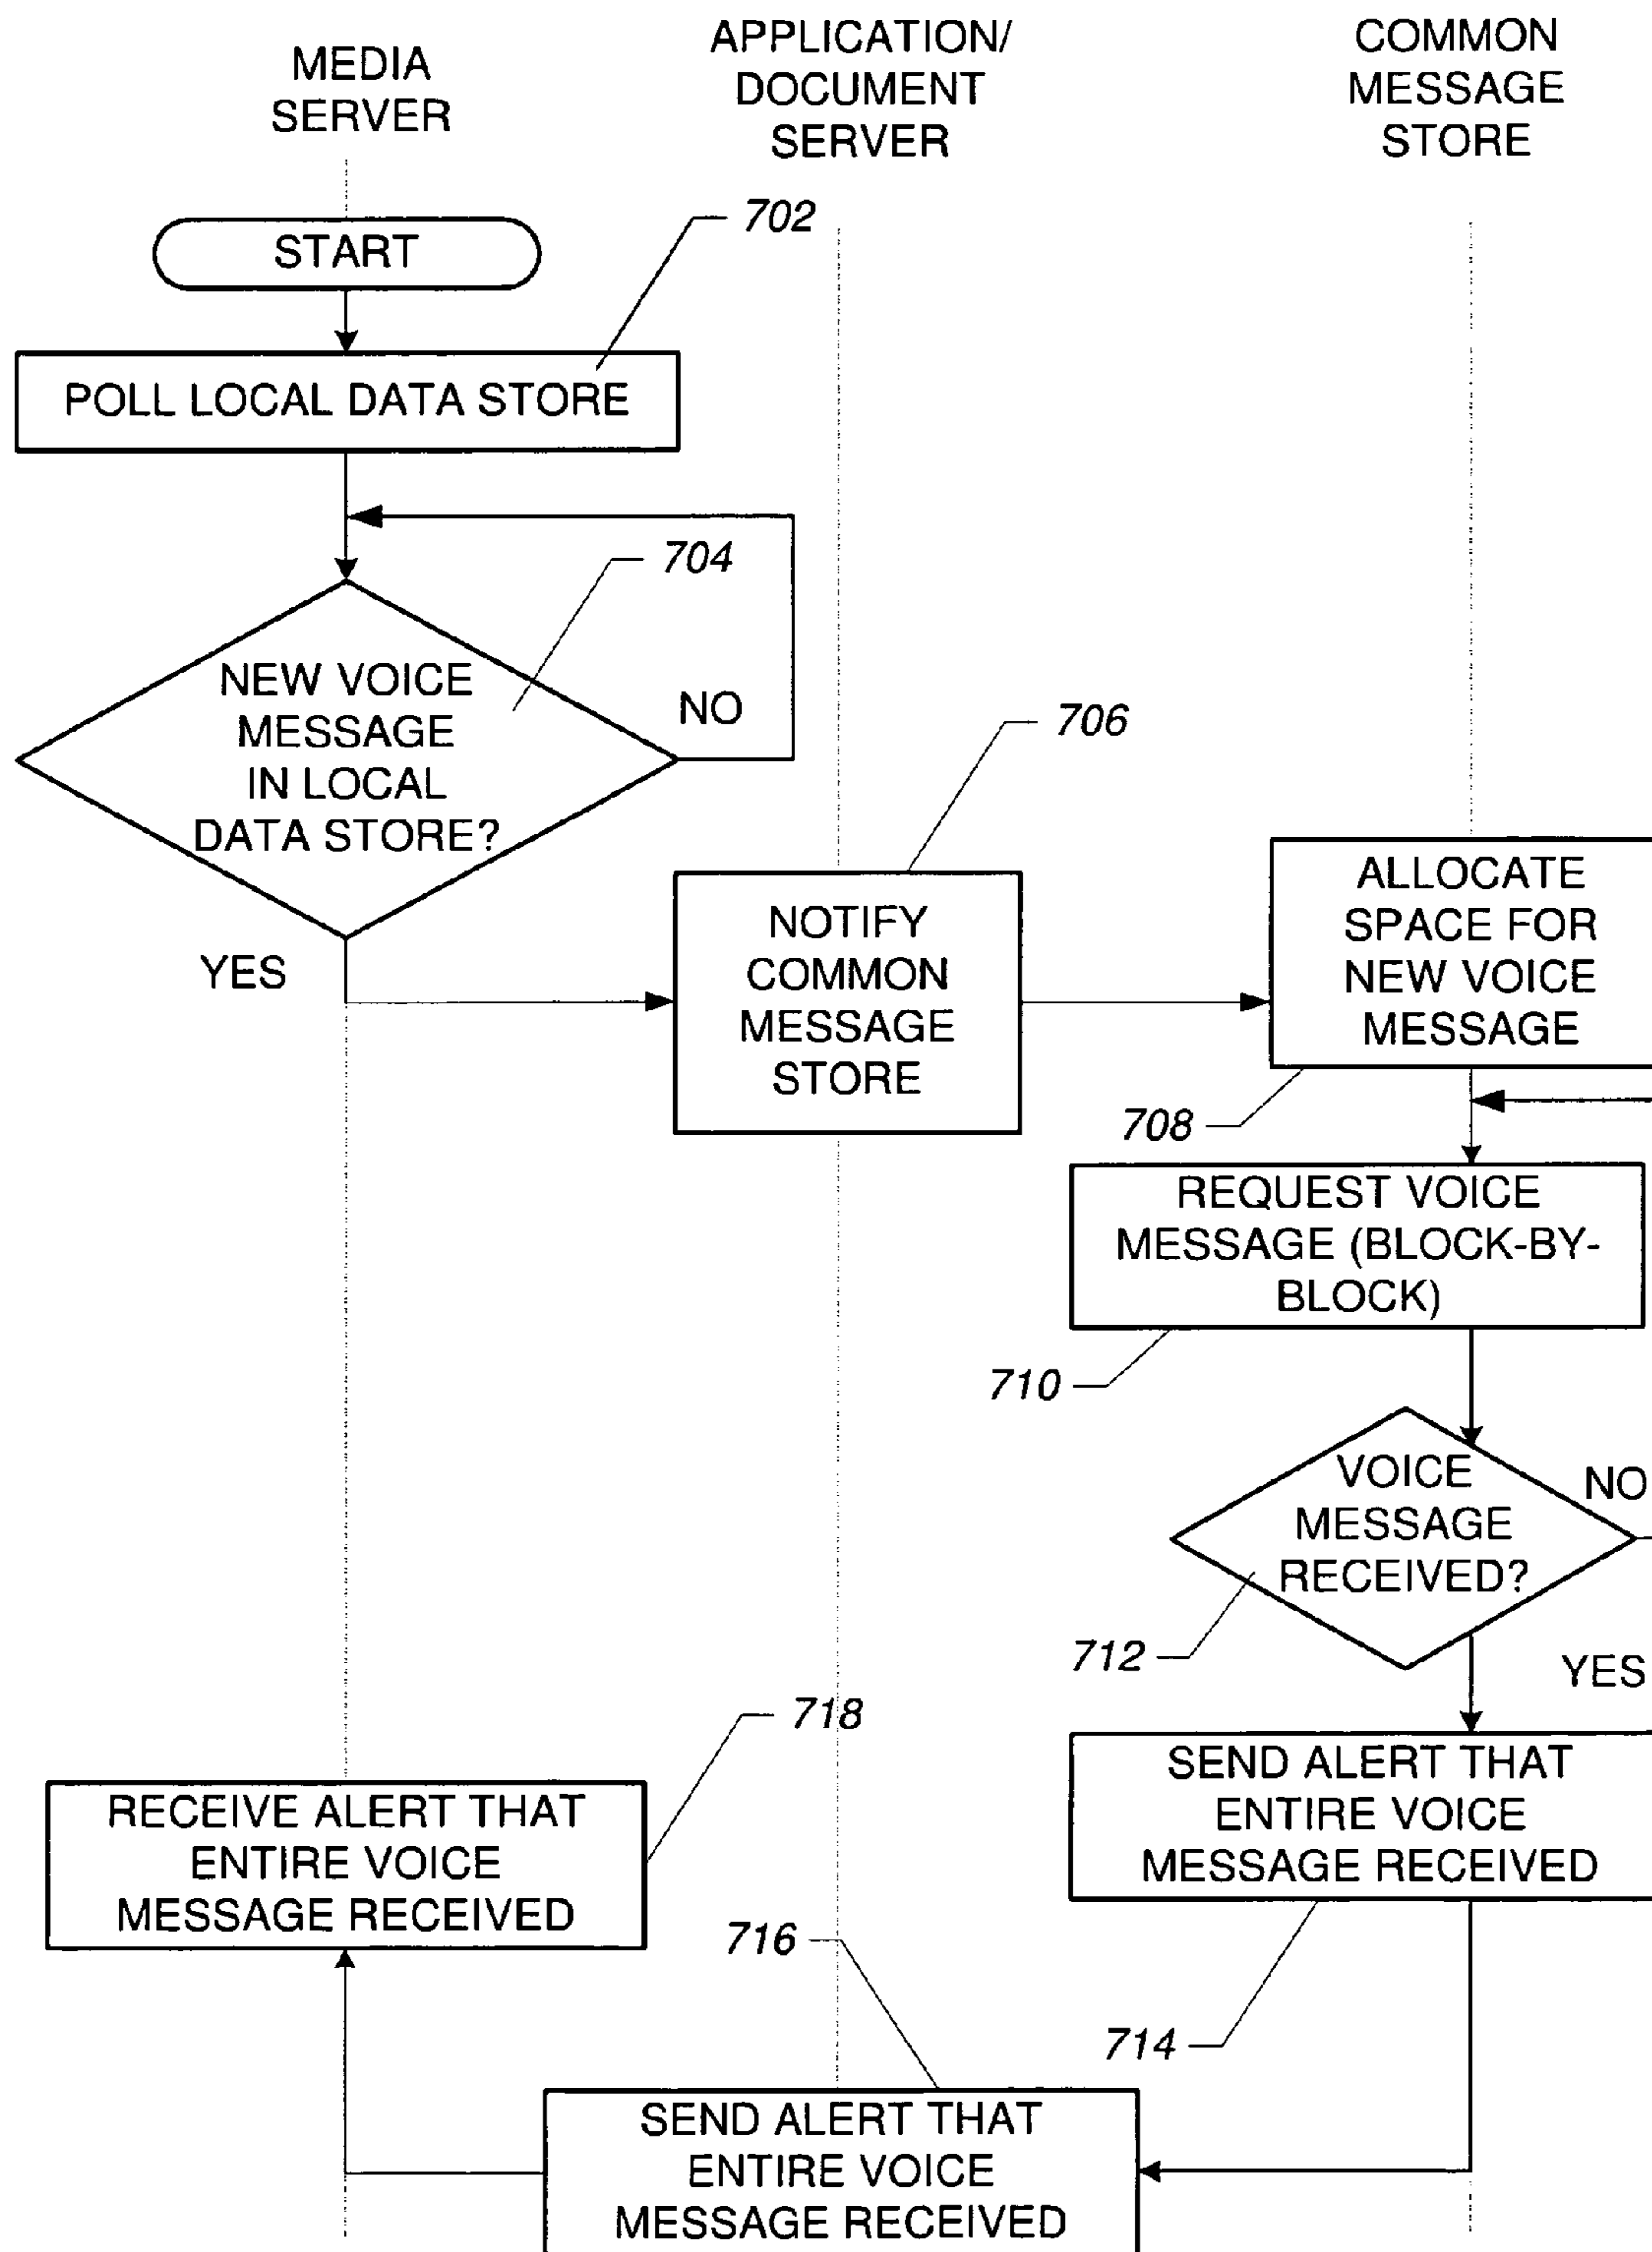 MEDIA
SERVER
APPLICATION/
DOCUMENT
SERVER
COMMON
MESSAGE
STORE
START
702
POLL LOCAL DATA STORE
704
NEW VOICE
MESSAGE
IN LOCAL
DATA STORE?
NO
YES
706
NOTIFY
COMMON
MESSAGE
STORE
ALLOCATE
SPACE FOR
NEW VOICE
MESSAGE
708
REQUEST VOICE
MESSAGE (BLOCK-BY-
BLOCK)
710
VOICE
MESSAGE
RECEIVED?
NO
712
YES
SEND ALERT THAT
ENTIRE VOICE
MESSAGE RECEIVED
714
718
RECEIVE ALERT THAT
ENTIRE VOICE
MESSAGE RECEIVED
716
SEND ALERT THAT
ENTIRE VOICE
MESSAGE RECEIVED